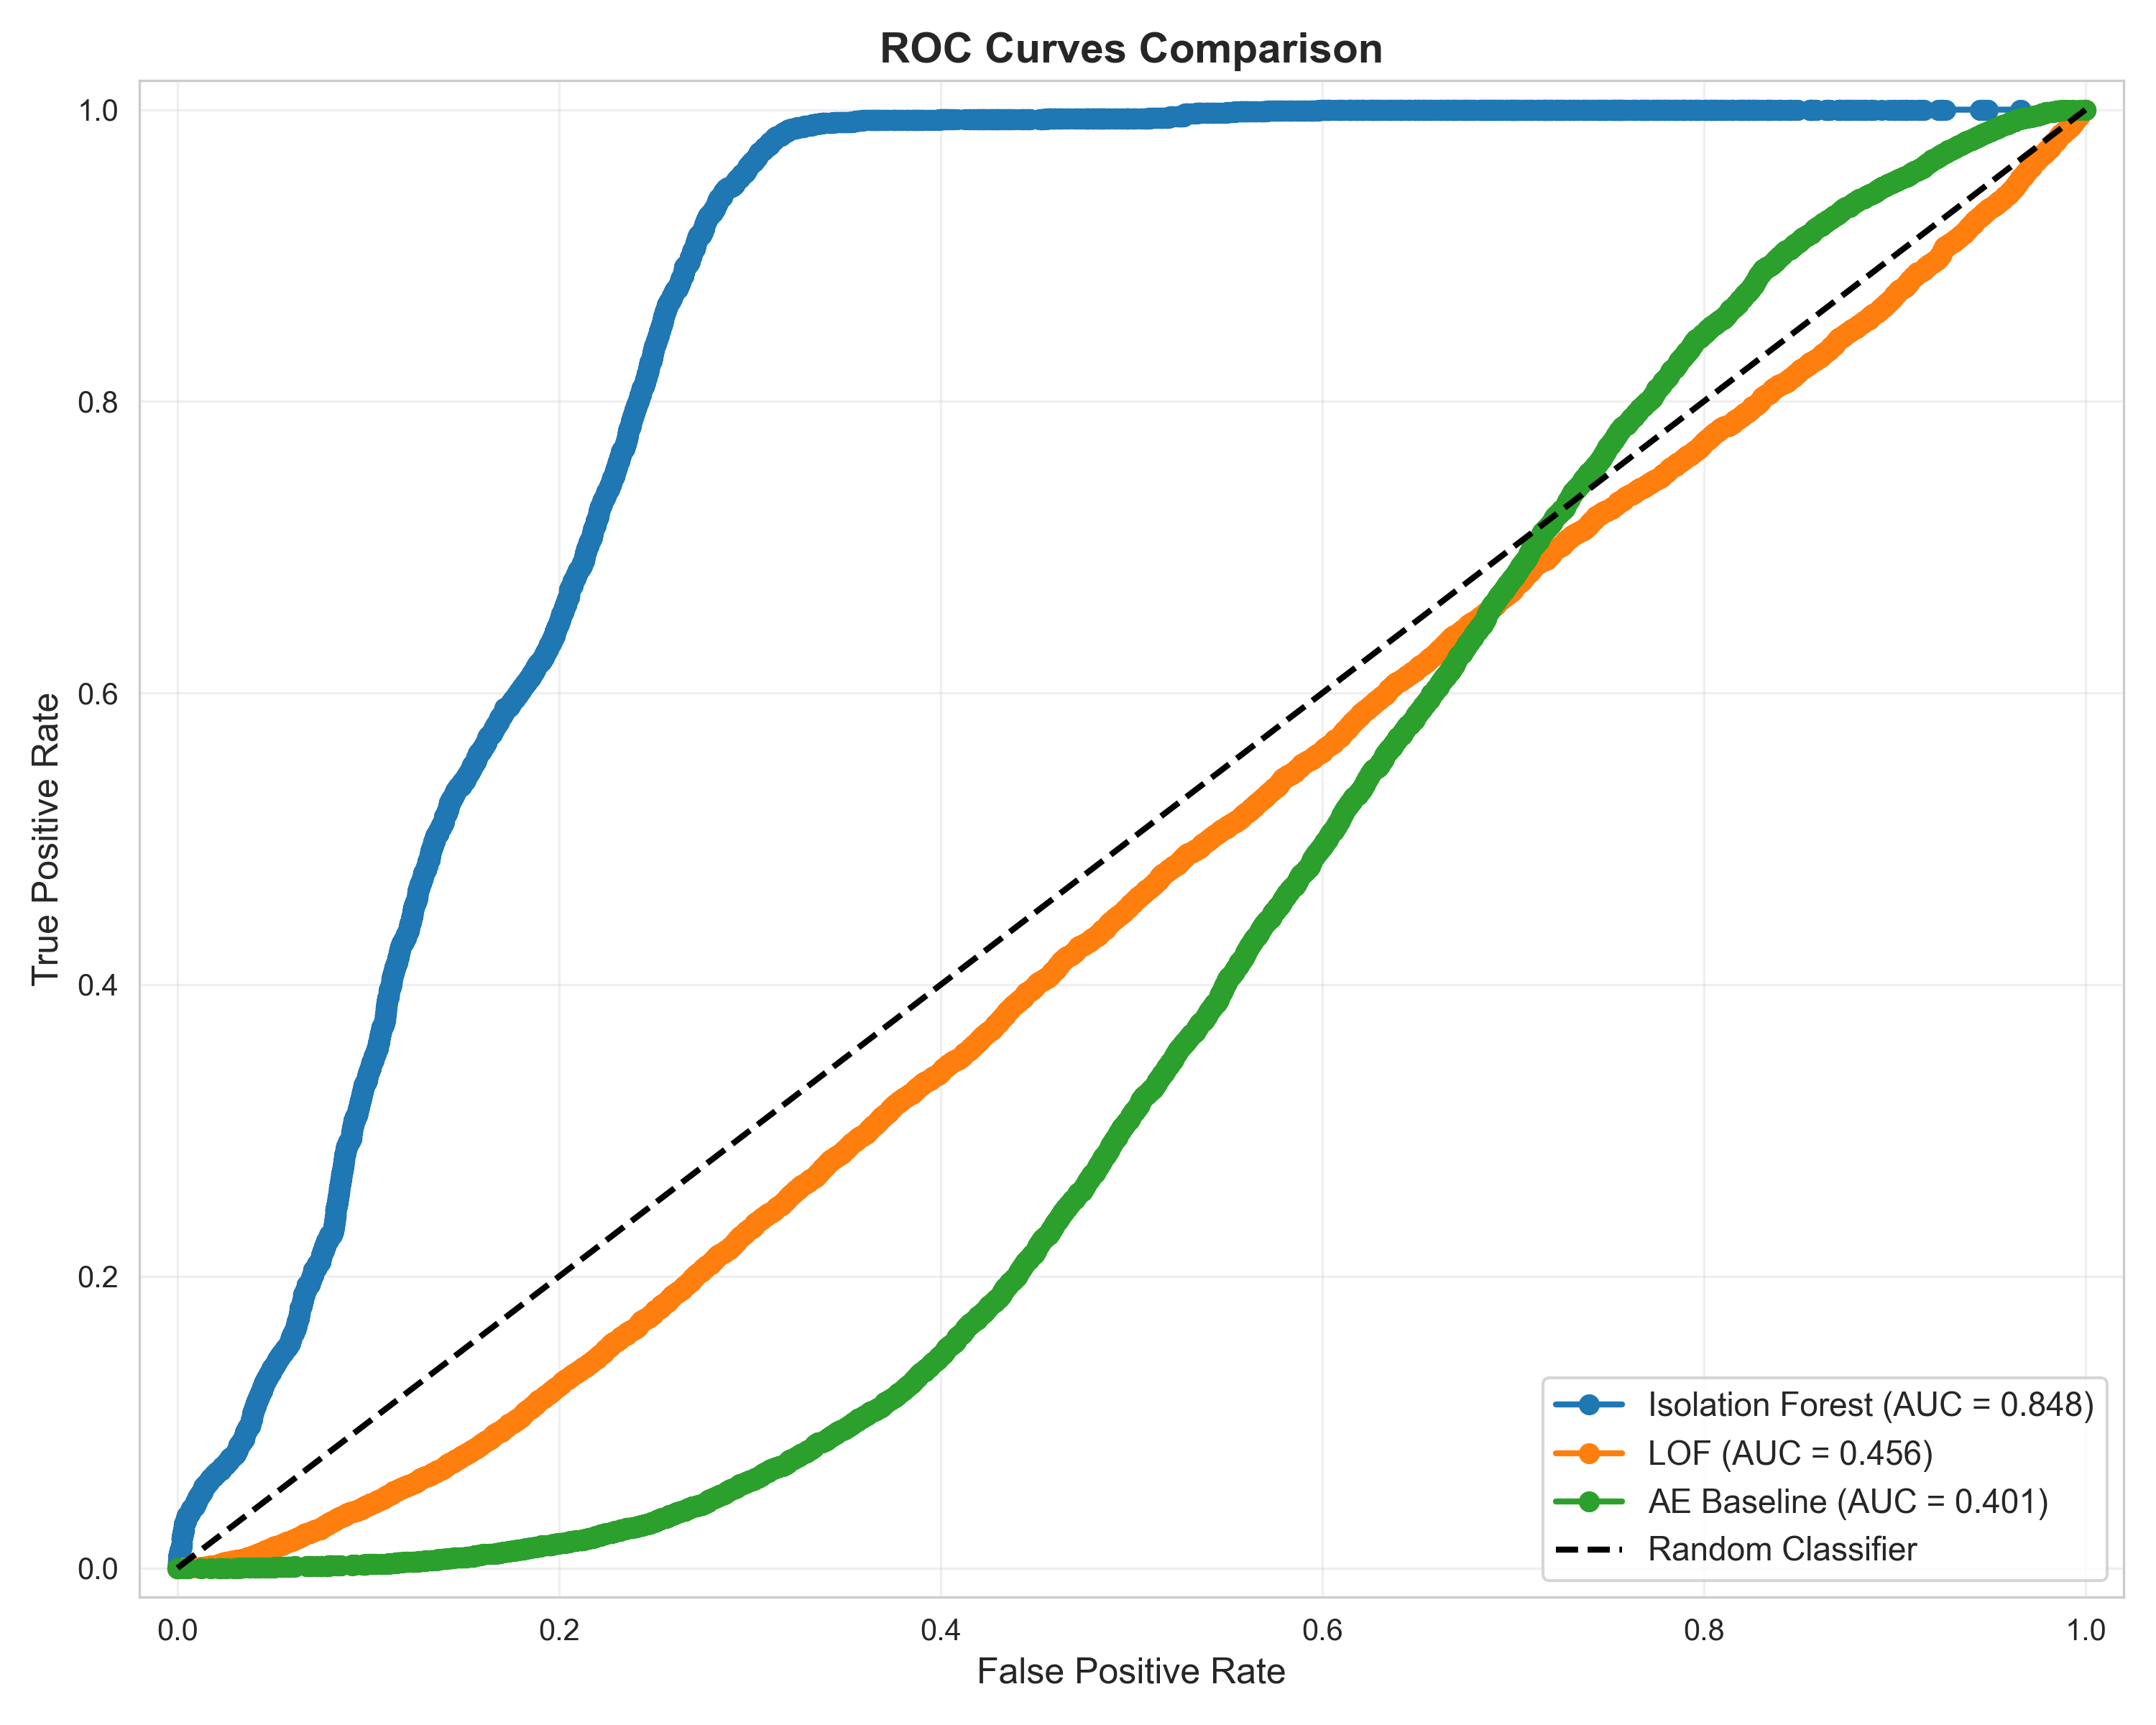 ROC Curves Comparison
True Positive Rate
1.0
0.8
0.6
0.4
0.2
0.0
0.0 0.2 0.4 0.6 0.8 1.0
False Positive Rate
Isolation Forest (AUC = 0.848)
LOF (AUC = 0.456)
AE Baseline (AUC = 0.401)
Random Classifier